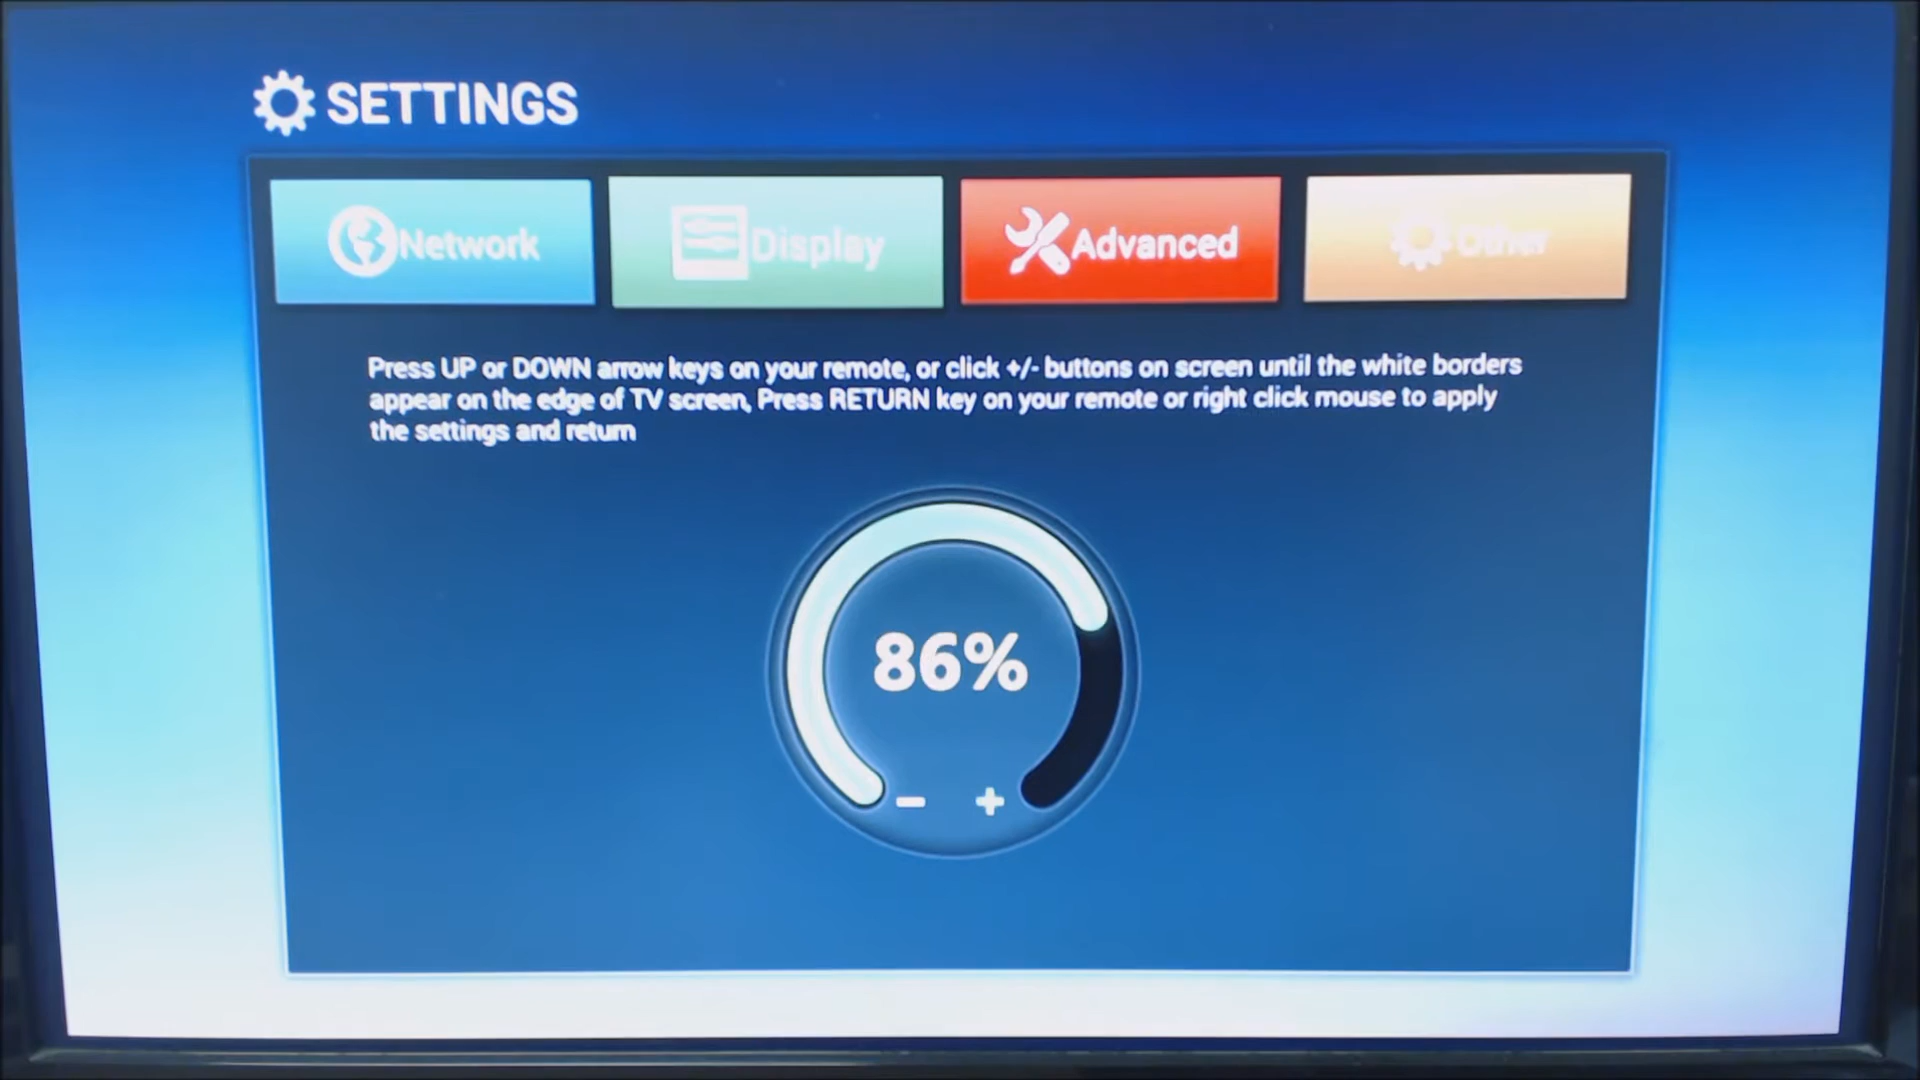 SETTINGS
Network
Display
Advanced
Other
Press UP or DOWN arrow keys on your remote, or click +/- buttons on screen until the white borders
appear on the edge of TV screen, Press RETURN key on your remote or right click mouse to apply
the settings and return
86%
- +